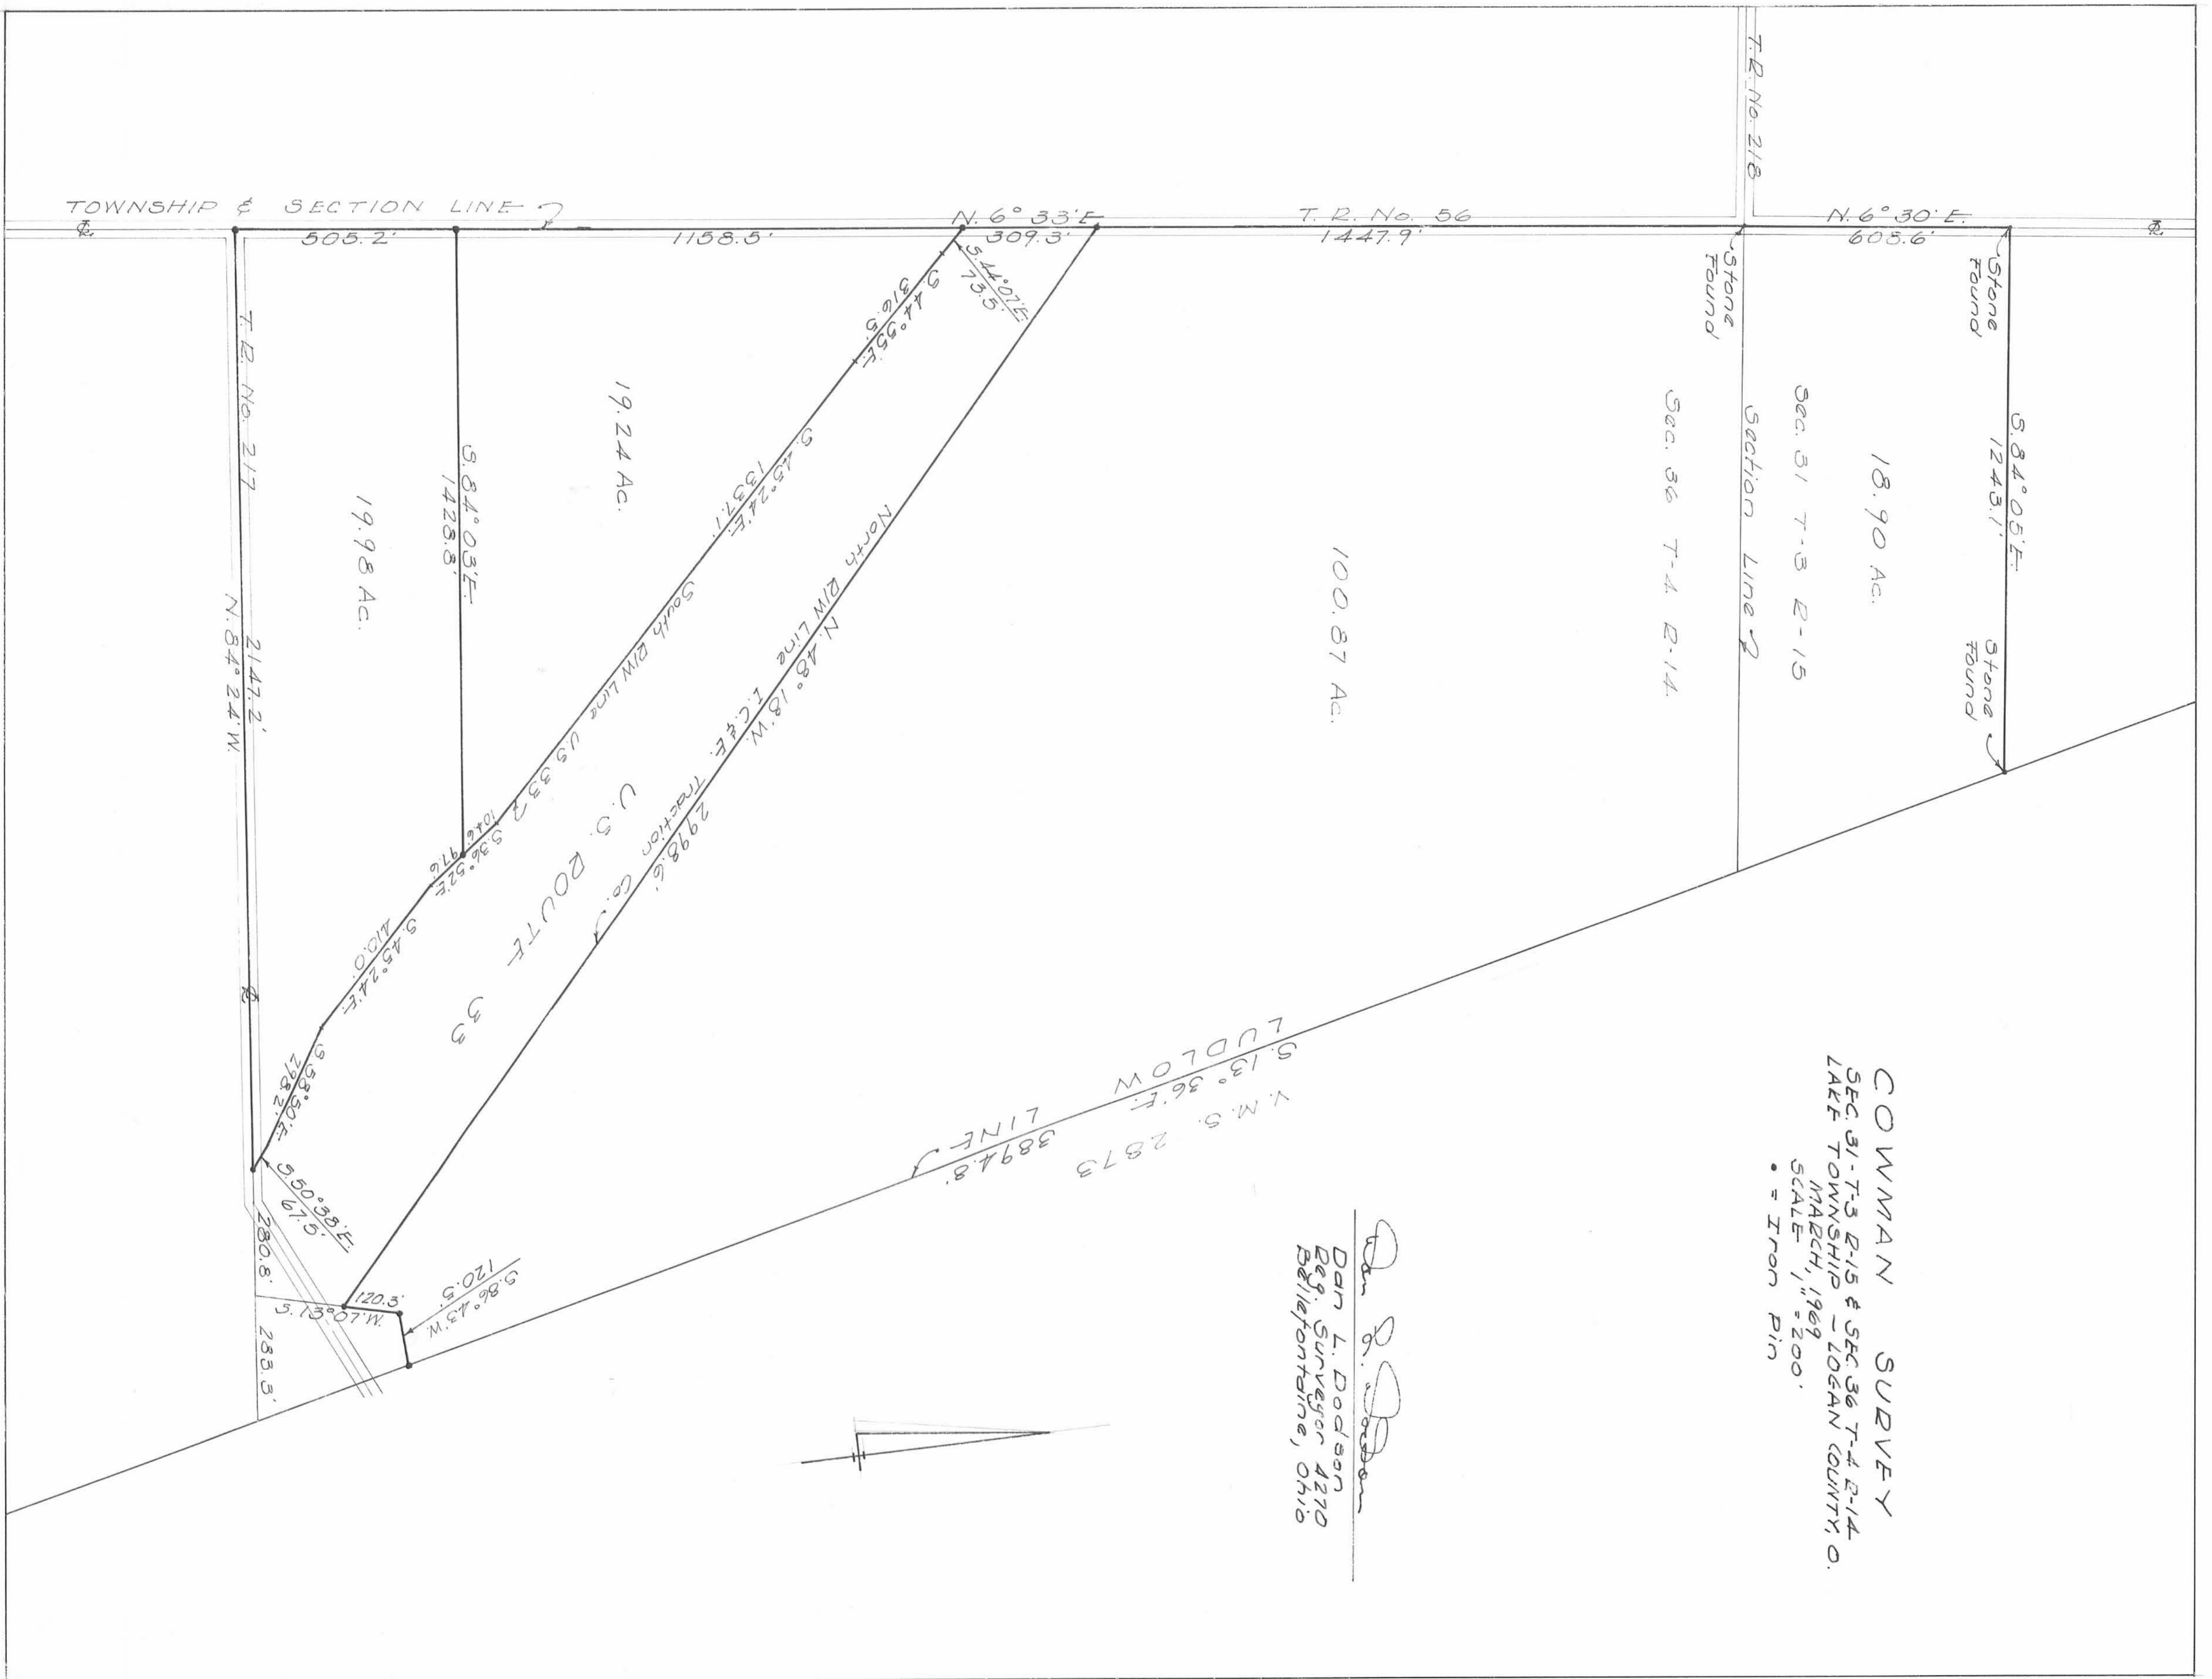 COWMAN SURVEY
SEC. 31-T-3 R-15 & SEC. 36 T-4 R-14
LAKE TOWNSHIP - LOGAN COUNTY, O.
MARCH, 1969
SCALE 1" = 200'
• = Iron Pin
TOWNSHIP & SECTION LINE
℄
505.2'
1158.5'
N. 6° 33' E
309.3'
T. R. No. 56
1447.9'
N. 6° 30' E.
605.6'
℄
T. R. No. 218
Stone
Found
Stone
Found
S. 84° 05' E.
1243.1'
Stone
Found
18.90 Ac.
Sec. 31 T-3 R-15
Section Line
Sec. 36 T-4 R-14
100.87 Ac.
S. 44° 07' E.
73.5'
S. 44° 55' E.
316.5'
S. 45° 24' E.
1337.1'
South R/W Line U.S. 33
North R/W Line I. C. & E. Traction Co.
N. 48° 18' W.
2998.6'
U.S. ROUTE 33
19.24 Ac.
S. 84° 03' E.
1428.8'
19.98 Ac.
T. R. No. 217
2147.2'
N. 84° 24' W.
℄
104.6'
S. 36° 52' E.
97.6'
S. 45° 24' E.
410.0'
S. 58° 50' E.
298.2'
S. 50° 38' E.
67.5'
280.8'
283.3'
120.3'
S. 13° 07' W.
S. 86° 43' W.
120.5'
LUDLOW LINE
S. 13° 36' E.
3894.8'
V. M. S. 2873
Dan L. Dodson
Dan L. Dodson
Reg. Surveyor 4270
Bellefontaine, Ohio